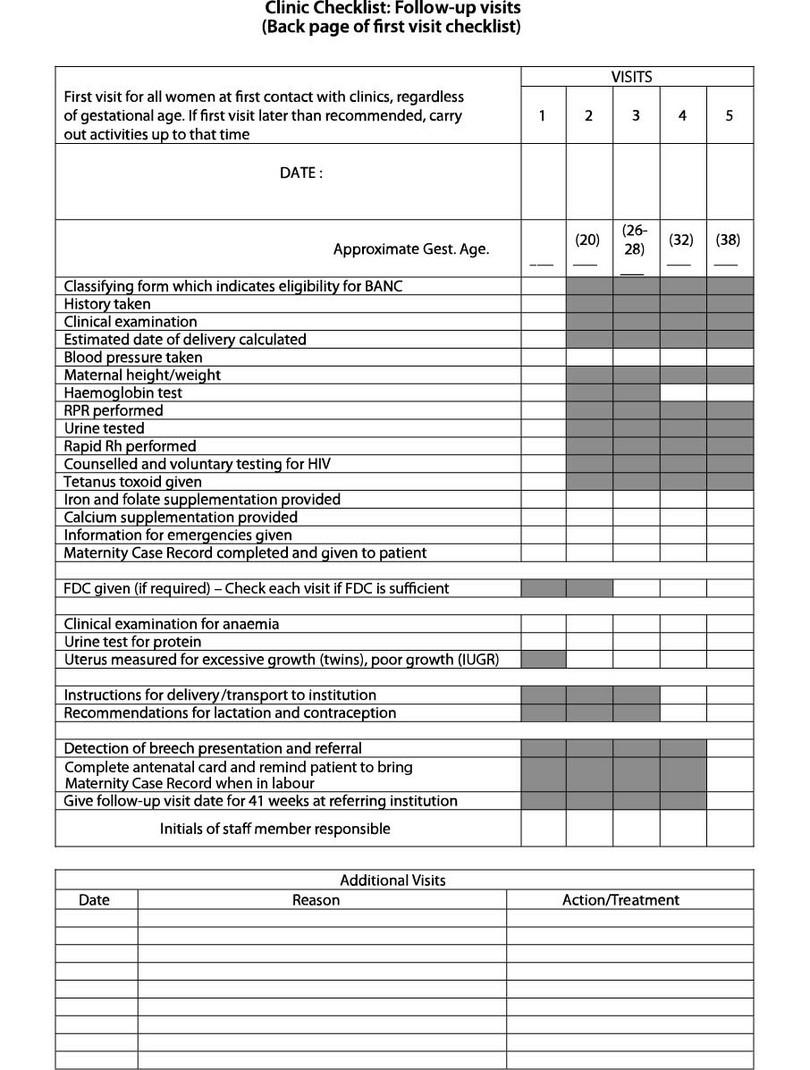 Clinic Checklist: Follow-up visits
(Back page of first visit checklist)
VISITS
First visit for all women at first contact with clinics, regardless
of gestational age. If first visit later than recommended, carry
out activities up to that time
1 2 3 4 5
DATE :
Approximate Gest. Age.
___ (20) ___ (26-28) ___ (32) ___ (38) ___
Classifying form which indicates eligibility for BANC
History taken
Clinical examination
Estimated date of delivery calculated
Blood pressure taken
Maternal height/weight
Haemoglobin test
RPR performed
Urine tested
Rapid Rh performed
Counselled and voluntary testing for HIV
Tetanus toxoid given
Iron and folate supplementation provided
Calcium supplementation provided
Information for emergencies given
Maternity Case Record completed and given to patient
FDC given (if required) – Check each visit if FDC is sufficient
Clinical examination for anaemia
Urine test for protein
Uterus measured for excessive growth (twins), poor growth (IUGR)
Instructions for delivery/transport to institution
Recommendations for lactation and contraception
Detection of breech presentation and referral
Complete antenatal card and remind patient to bring
Maternity Case Record when in labour
Give follow-up visit date for 41 weeks at referring institution
Initials of staff member responsible
Additional Visits
Date Reason Action/Treatment